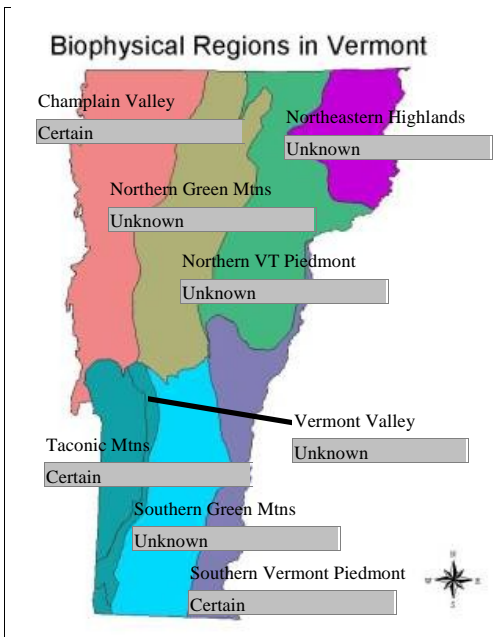 Biophysical Regions in Vermont
Champlain Valley
Certain
Northeastern Highlands
Unknown
Northern Green Mtns
Unknown
Northern VT Piedmont
Unknown
Vermont Valley
Unknown
Taconic Mtns
Certain
Southern Green Mtns
Unknown
Southern Vermont Piedmont
Certain
N
W E
S